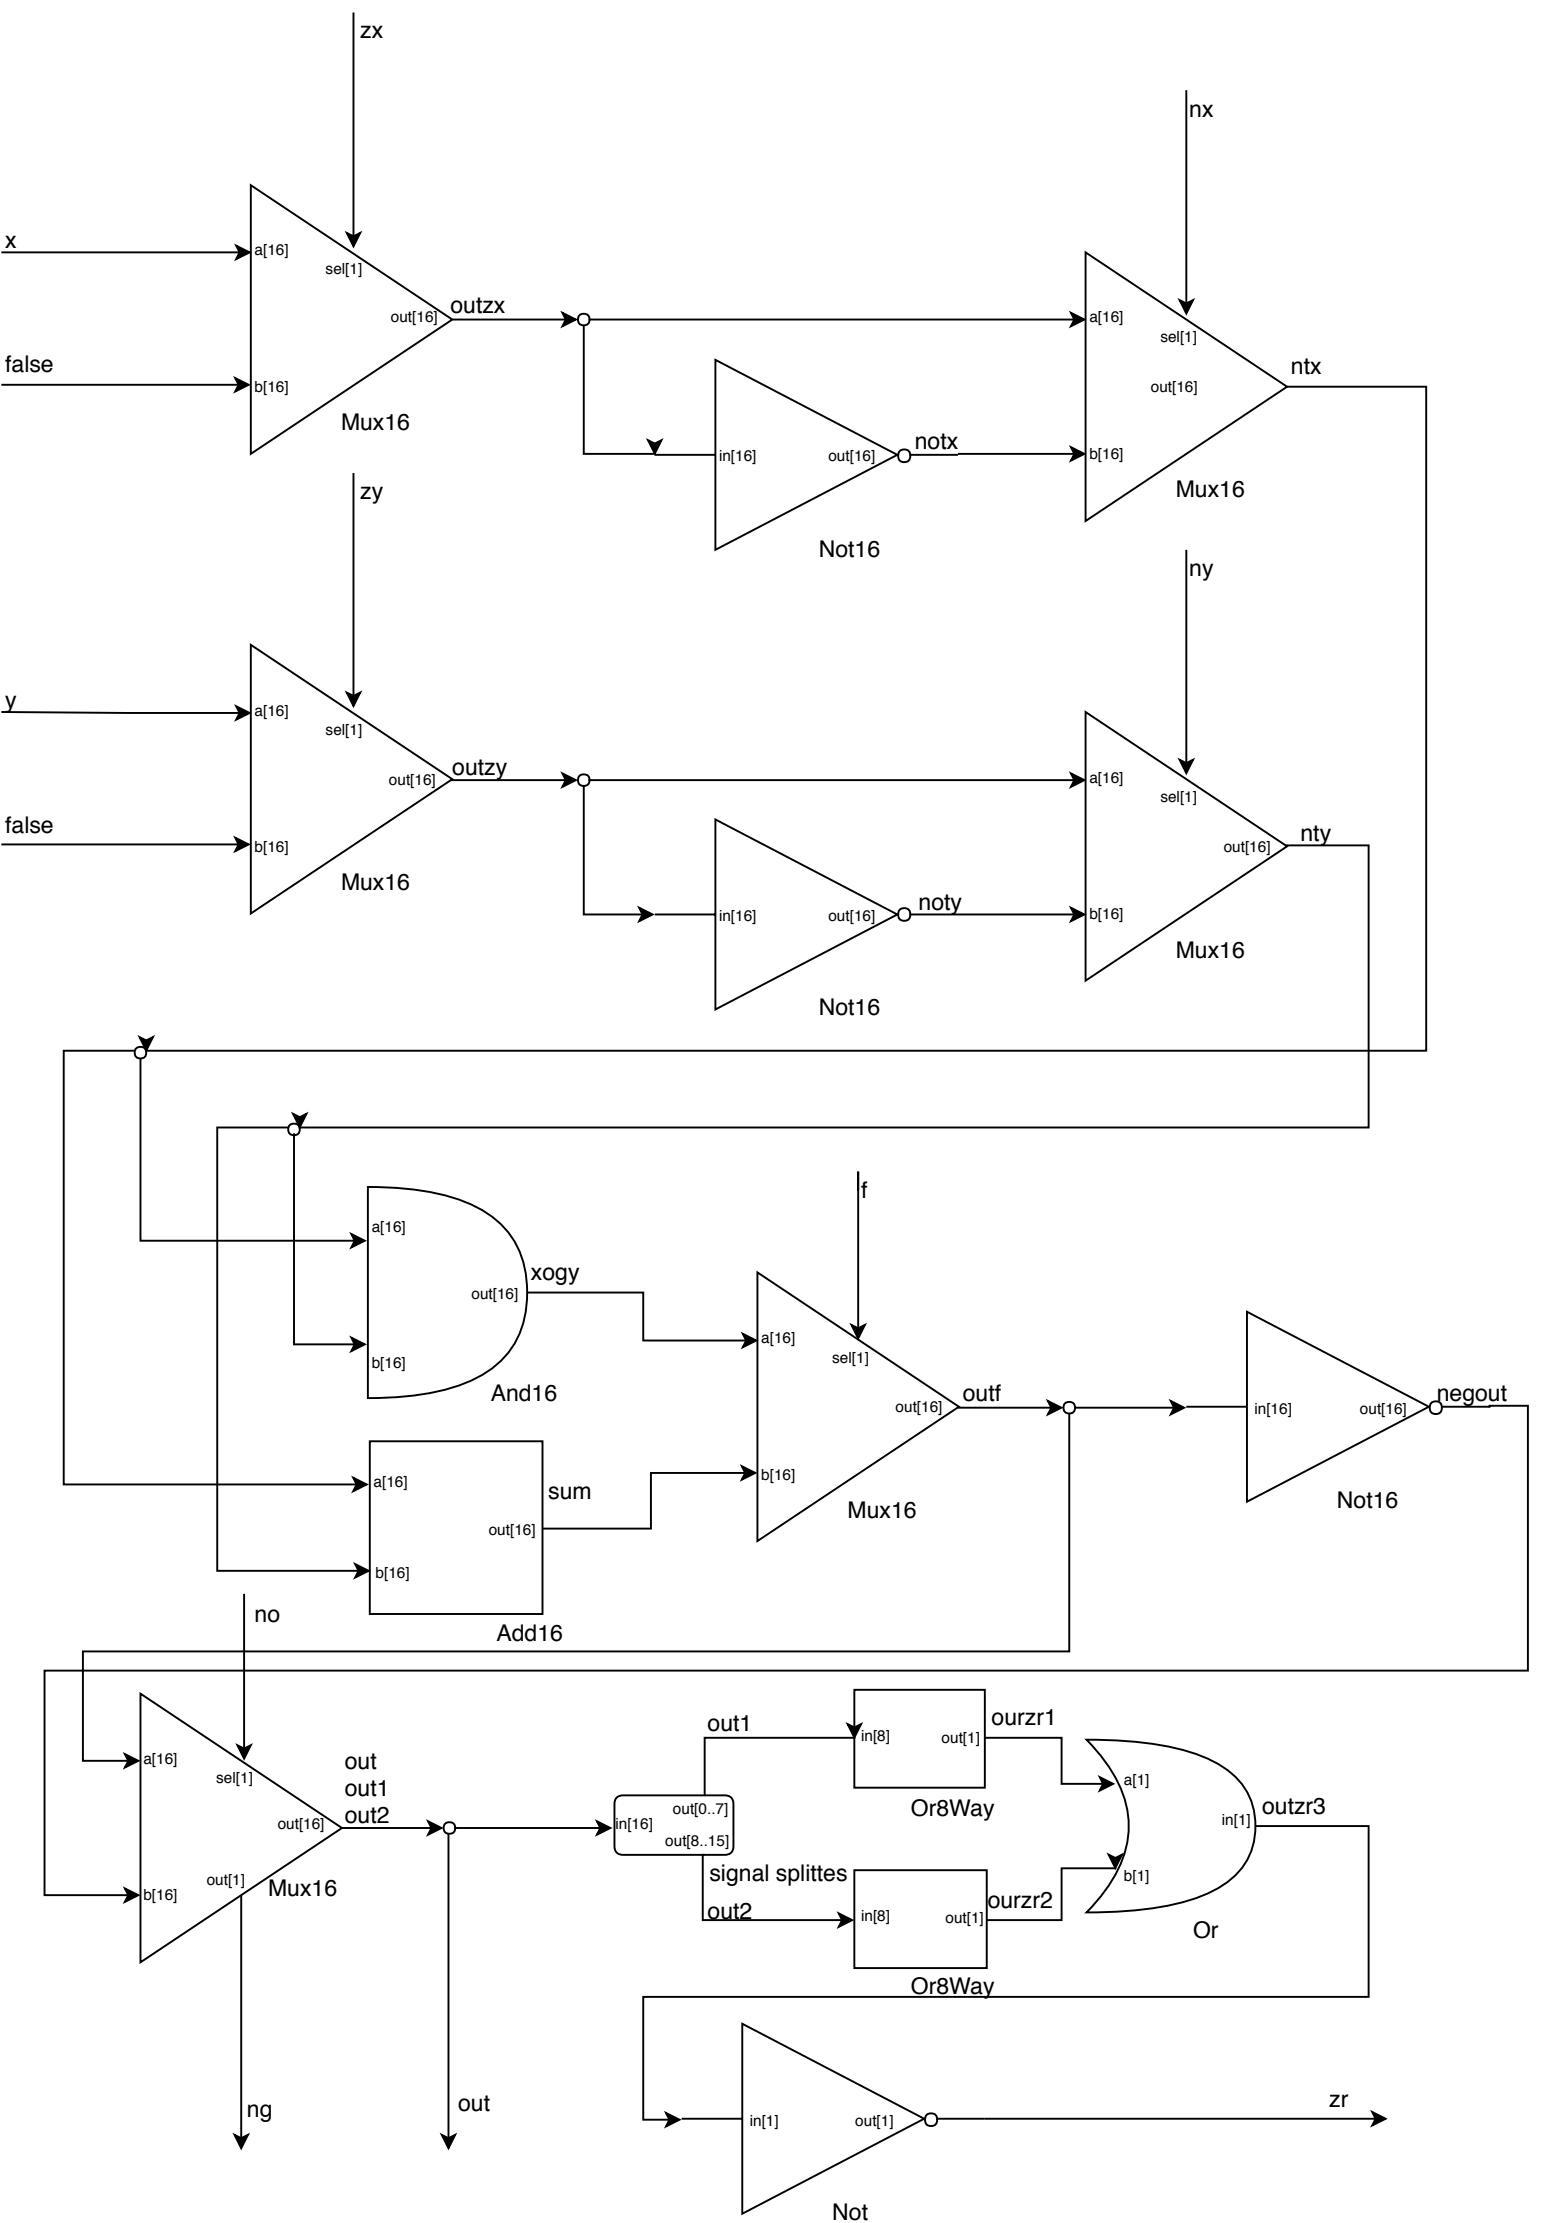 zx
nx
x
a[16]
sel[1]
out[16]
outzx
false
b[16]
Mux16
a[16]
sel[1]
out[16]
ntx
in[16]
out[16]
notx
b[16]
Mux16
Not16
zy
ny
y
a[16]
sel[1]
out[16]
outzy
false
b[16]
Mux16
a[16]
sel[1]
out[16]
nty
in[16]
out[16]
noty
b[16]
Mux16
Not16
f
a[16]
out[16]
xogy
b[16]
And16
a[16]
sel[1]
out[16]
outf
b[16]
Mux16
in[16]
out[16]
negout
Not16
a[16]
sum
out[16]
b[16]
Add16
no
a[16]
sel[1]
out[16]
out
out1
out2
out[1]
Mux16
b[16]
in[16]
out[0..7]
out[8..15]
signal splittes
out1
in[8]
out[1]
ourzr1
Or8Way
out2
in[8]
out[1]
ourzr2
Or8Way
a[1]
in[1]
outzr3
b[1]
Or
ng
out
in[1]
out[1]
zr
Not